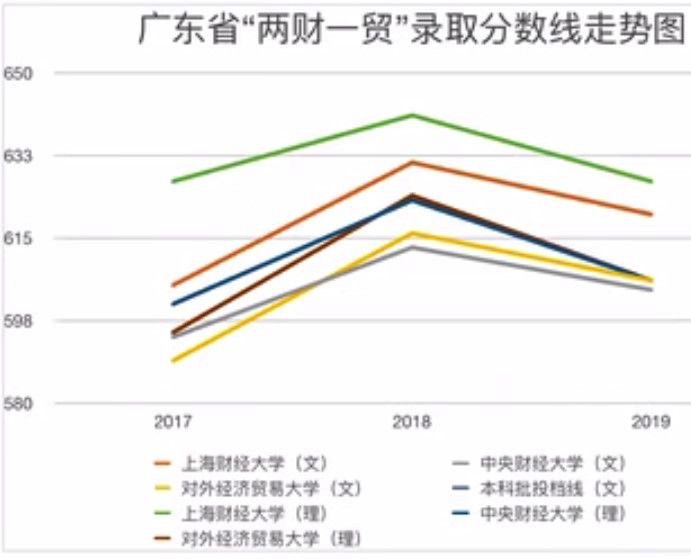 广东省“两财一贸”录取分数线走势图
650
633
615
598
580
2017 2018 2019
上海财经大学（文） 中央财经大学（文）
对外经济贸易大学（文） 本科批投档线（文）
上海财经大学（理） 中央财经大学（理）
对外经济贸易大学（理）